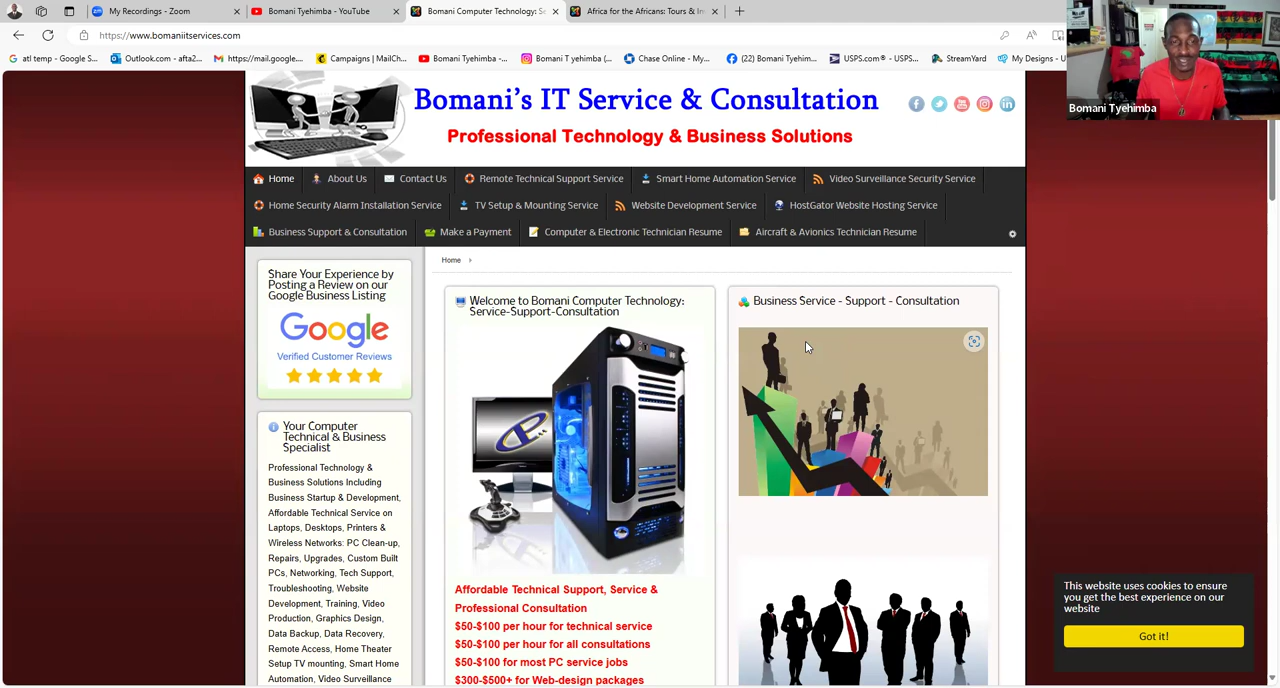 My Recordings - Zoom
Bomani Tyehimba - YouTube
Bomani Computer Technology: Se
Africa for the Africans: Tours & In
https://www.bomaniitservices.com
atl temp - Google S...
Outlook.com - afta2...
https://mail.google....
Campaigns | MailCh...
Bomani Tyehimba -...
Bomani T yehimba (...
Chase Online - My...
(22) Bomani Tyehim...
USPS.com® - USPS...
StreamYard
My Designs -
Bomani Tyehimba
Bomani's IT Service & Consultation
Professional Technology & Business Solutions
Home
About Us
Contact Us
Remote Technical Support Service
Smart Home Automation Service
Video Surveillance Security Service
Home Security Alarm Installation Service
TV Setup & Mounting Service
Website Development Service
HostGator Website Hosting Service
Business Support & Consultation
Make a Payment
Computer & Electronic Technician Resume
Aircraft & Avionics Technician Resume
Home
Share Your Experience by
Posting a Review on our
Google Business Listing
Google
Verified Customer Reviews
Your Computer
Technical & Business
Specialist
Professional Technology &
Business Solutions Including
Business Startup & Development,
Affordable Technical Service on
Laptops, Desktops, Printers &
Wireless Networks: PC Clean-up,
Repairs, Upgrades, Custom Built
PCs, Networking, Tech Support,
Troubleshooting, Website
Development, Training, Video
Production, Graphics Design,
Data Backup, Data Recovery,
Remote Access, Home Theater
Setup TV mounting, Smart Home
Automation, Video Surveillance
Welcome to Bomani Computer Technology:
Service-Support-Consultation
Affordable Technical Support, Service &
Professional Consultation
$50-$100 per hour for technical service
$50-$100 per hour for all consultations
$50-$100 for most PC service jobs
$300-$500+ for Web-design packages
Business Service - Support - Consultation
This website uses cookies to ensure
you get the best experience on our
website
Got it!